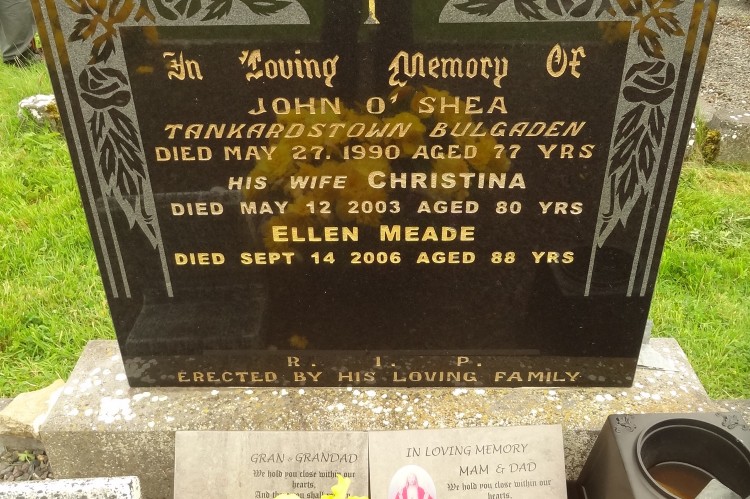 In Loving Memory Of
JOHN O' SHEA
TANKARDSTOWN BULGADEN
DIED MAY 27. 1990 AGED 77 YRS
HIS WIFE CHRISTINA
DIED MAY 12 2003 AGED 80 YRS
ELLEN MEADE
DIED SEPT 14 2006 AGED 88 YRS
R. I. P.
ERECTED BY HIS LOVING FAMILY
GRAN & GRANDAD
We hold you close within our
hearts,
And
IN LOVING MEMORY
MAM & DAD
We hold you close within our
hearts,